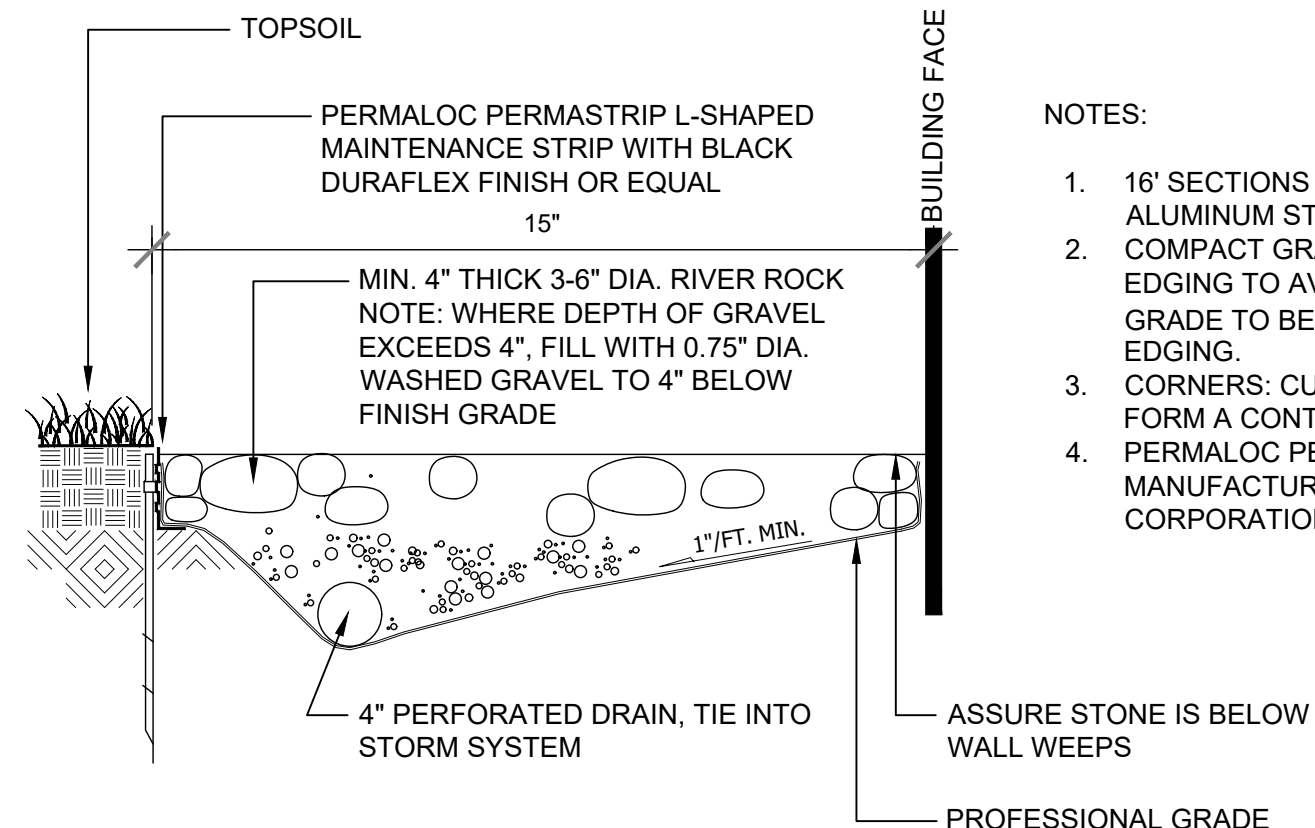 TOPSOIL
PERMALOC PERMASTRIP L-SHAPED
MAINTENANCE STRIP WITH BLACK
DURAFLEX FINISH OR EQUAL
15"
BUILDING FACE
MIN. 4" THICK 3-6" DIA. RIVER ROCK
NOTE: WHERE DEPTH OF GRAVEL
EXCEEDS 4", FILL WITH 0.75" DIA.
WASHED GRAVEL TO 4" BELOW
FINISH GRADE
1"/FT. MIN.
4" PERFORATED DRAIN, TIE INTO
STORM SYSTEM
ASSURE STONE IS BELOW
WALL WEEPS
PROFESSIONAL GRADE
NOTES:
1. 16' SECTIONS
ALUMINUM ST
2. COMPACT GRA
EDGING TO AV
GRADE TO BE
EDGING.
3. CORNERS: CU
FORM A CONT
4. PERMALOC PE
MANUFACTUR
CORPORATION